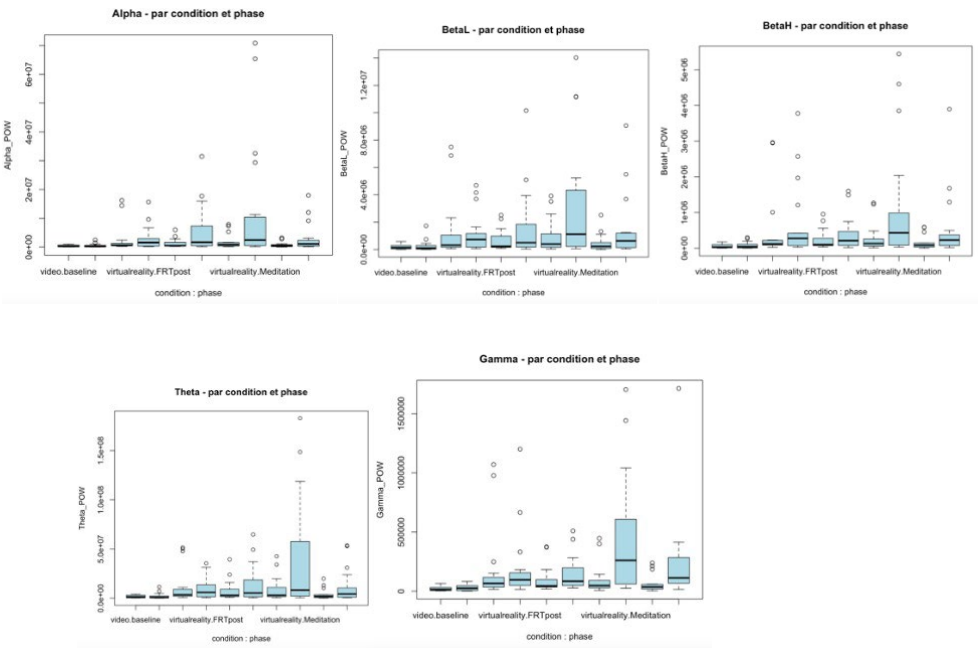 Alpha - par condition et phase
Alpha_POW
6e+07
4e+07
2e+07
0e+00
video.baseline virtualreality.FRTpost virtualreality.Meditation
condition : phase
BetaL - par condition et phase
BetaL_POW
1.2e+07
8.0e+06
4.0e+06
0.0e+00
video.baseline virtualreality.FRTpost virtualreality.Meditation
condition : phase
BetaH - par condition et phase
BetaH_POW
5e+06
4e+06
3e+06
2e+06
1e+06
0e+00
video.baseline virtualreality.FRTpost virtualreality.Meditation
condition : phase
Theta - par condition et phase
Theta_POW
1.5e+08
1.0e+08
5.0e+07
0.0e+00
video.baseline virtualreality.FRTpost virtualreality.Meditation
condition : phase
Gamma - par condition et phase
Gamma_POW
1500000
1000000
500000
0
video.baseline virtualreality.FRTpost virtualreality.Meditation
condition : phase